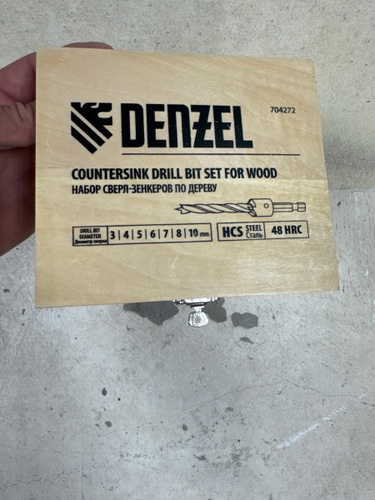 704272
DENZEL
COUNTERSINK DRILL BIT SET FOR WOOD
НАБОР СВЕРЛ-ЗЕНКЕРОВ ПО ДЕРЕВУ
DRILL BIT
DIAMETER
Диаметр сверла
3 | 4 | 5 | 6 | 7 | 8 | 10 mm
HCS STEEL
Сталь
48 HRC